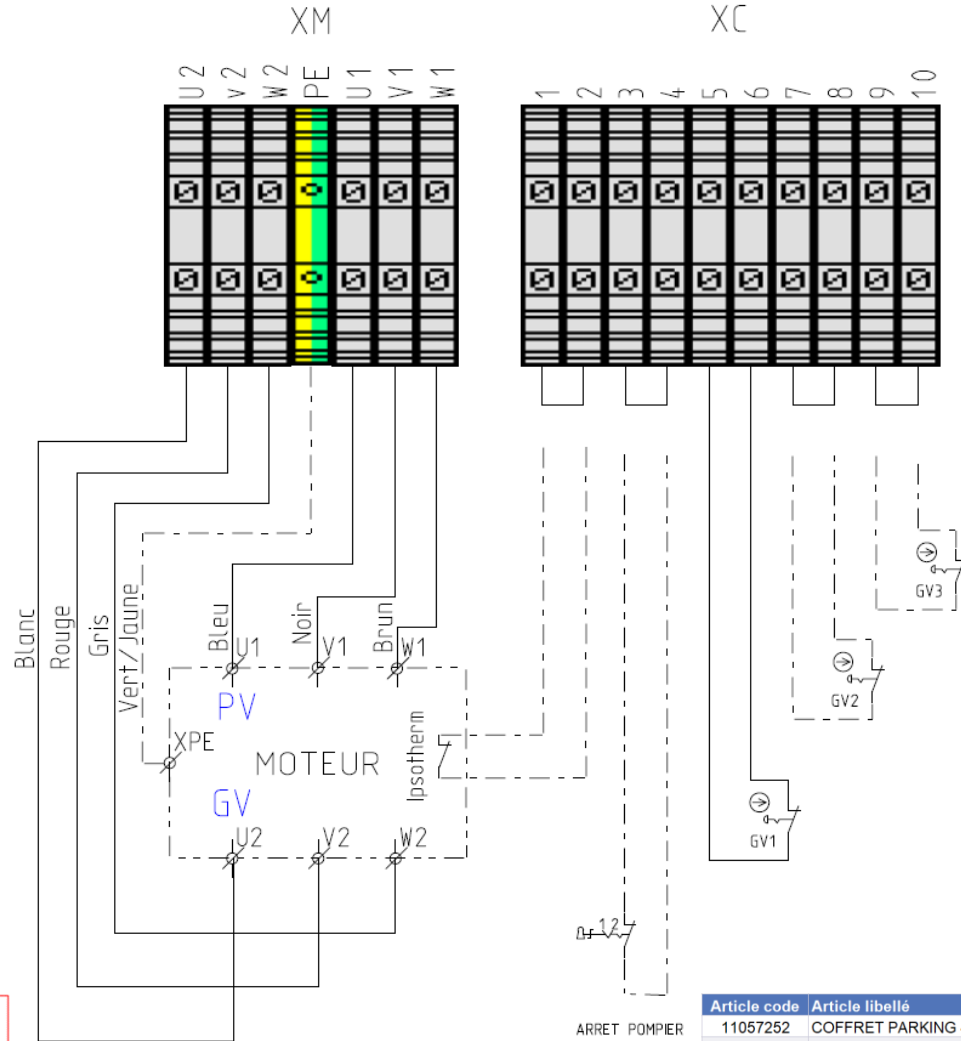 XM
XC
U2 v2 W2 PE U1 V1 W1
1 2 3 4 5 6 7 8 9 10
Blanc
Rouge
Gris
Vert/Jaune
Bleu
Noir
Brun
U1 V1 W1
PV
XPE
MOTEUR
Ipsotherm
GV
U2 V2 W2
GV3
GV2
GV1
1 2
ARRET POMPIER
Article code Article libellé
11057252 COFFRET PARKING